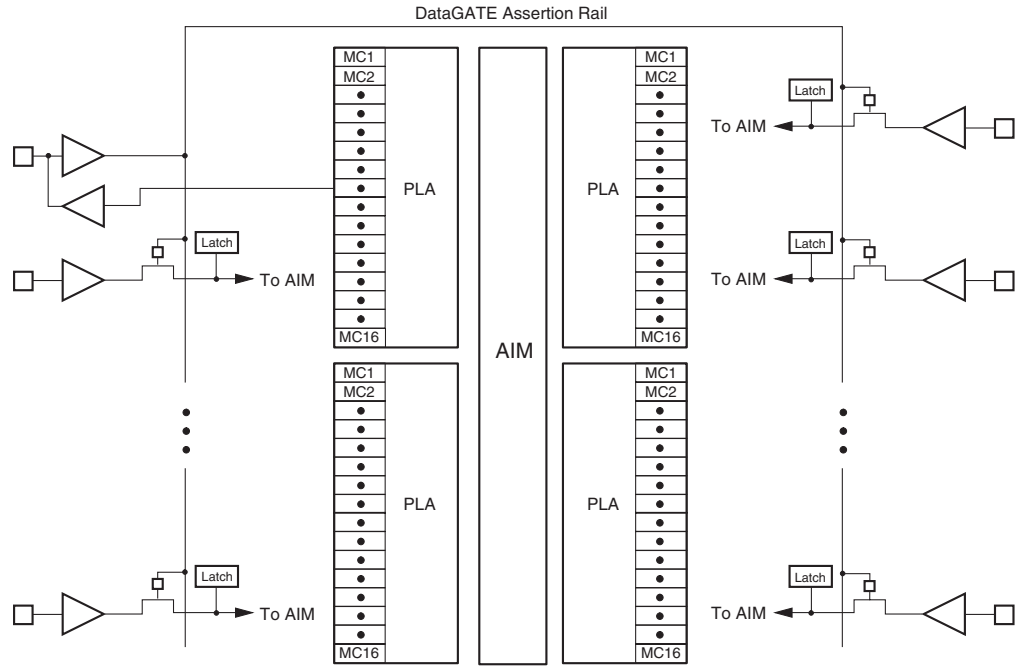 DataGATE Assertion Rail
MC1
MC2
PLA
MC16
MC1
MC2
PLA
MC16
AIM
MC1
MC2
PLA
MC16
MC1
MC2
PLA
MC16
Latch
To AIM
Latch
To AIM
Latch
To AIM
Latch
To AIM
Latch
To AIM